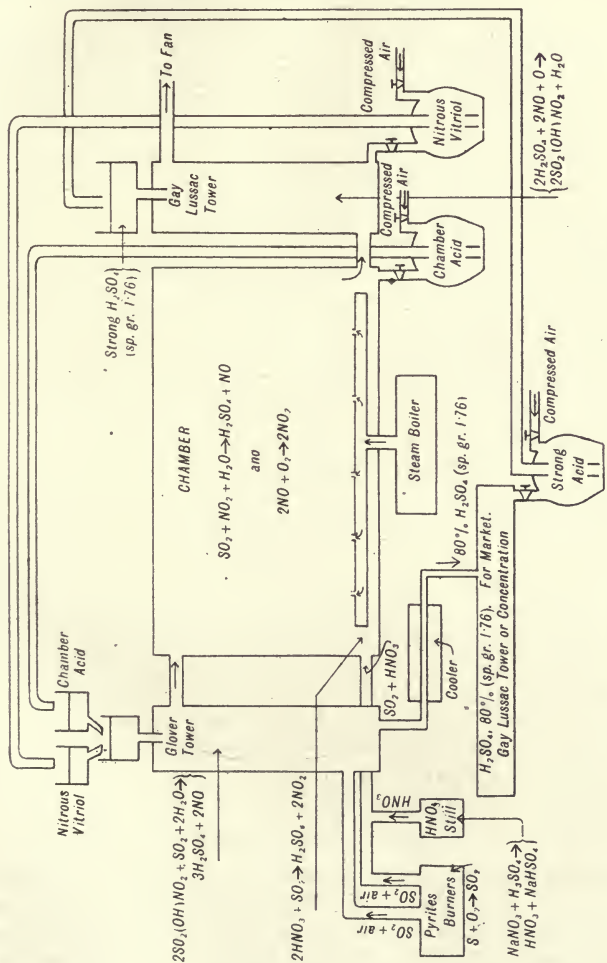 Nitrous
Vitriol
Chamber
Acid
Glover
Tower
2SO₂(OH)NO₂ + SO₂ + 2H₂O→
3H₂SO₄ + 2NO
2HNO₃ + SO₂→H₂SO₄ + 2NO₂
SO₂ + air
SO₂ + air
HNO₃
Pyrites
Burners
S + O₂→SO₂
HNO₃
Still
NaNO₃ + H₂SO₄→
HNO₃ + NaHSO₄
SO₂ + HNO₃
Cooler
80°/₀ H₂SO₄ (sp. gr. 1·76)
H₂SO₄, 80°/₀ (sp. gr. 1·76). For Market.
Gay Lussac Tower or Concentration
CHAMBER
SO₂ + NO₂ + H₂O→H₂SO₄ + NO
and
2NO + O₂→2NO₂
Steam Boiler
Strong H₂SO₄
(sp. gr. 1·76)
Gay
Lussac
Tower
To Fan
Compressed
Air
Chamber
Acid
Compressed
Air
Nitrous
Vitriol
2H₂SO₄ + 2NO + O→
2SO₂(OH)NO₂ + H₂O
Compressed Air
Strong
Acid